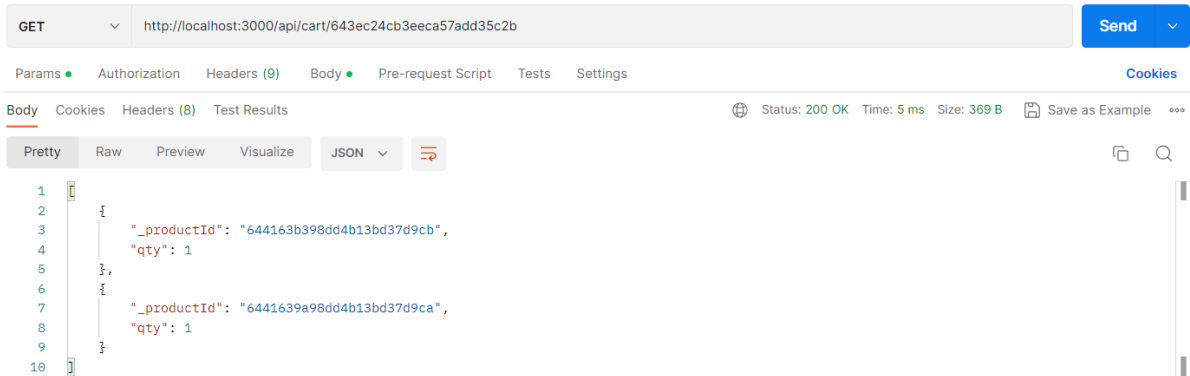 GET http://localhost:3000/api/cart/643ec24cb3eeca57add35c2b Send
Params Authorization Headers (9) Body Pre-request Script Tests Settings Cookies
Body Cookies Headers (8) Test Results Status: 200 OK Time: 5 ms Size: 369 B Save as Example
Pretty Raw Preview Visualize JSON
1 [
2 {
3 "_productId": "644163b398dd4b13bd37d9cb",
4 "qty": 1
5 },
6 {
7 "_productId": "6441639a98dd4b13bd37d9ca",
8 "qty": 1
9 }
10 ]